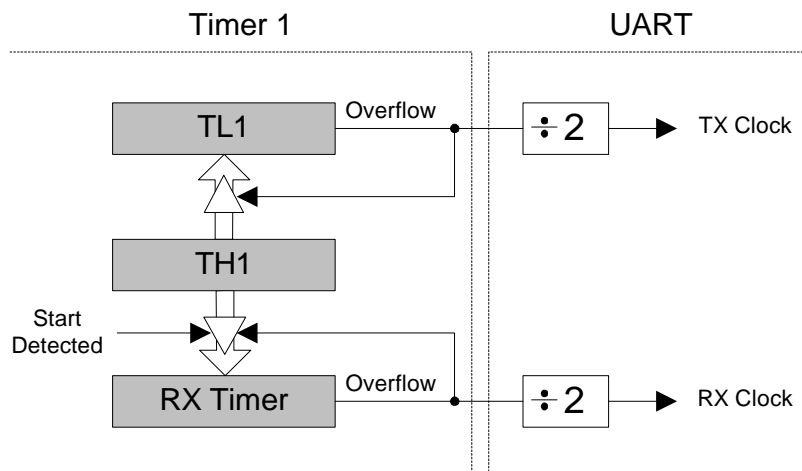 Timer 1
UART
TL1
Overflow
÷ 2
TX Clock
TH1
Start
Detected
RX Timer
Overflow
÷ 2
RX Clock